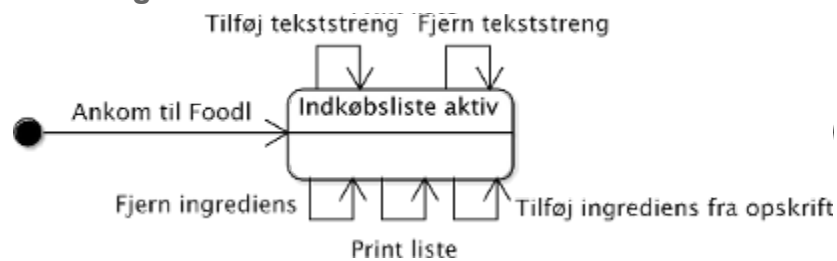 Tilføj tekststreng Fjern tekststreng
Ankom til Foodl
Indkøbsliste aktiv
Fjern ingrediens
Tilføj ingrediens fra opskrift
Print liste